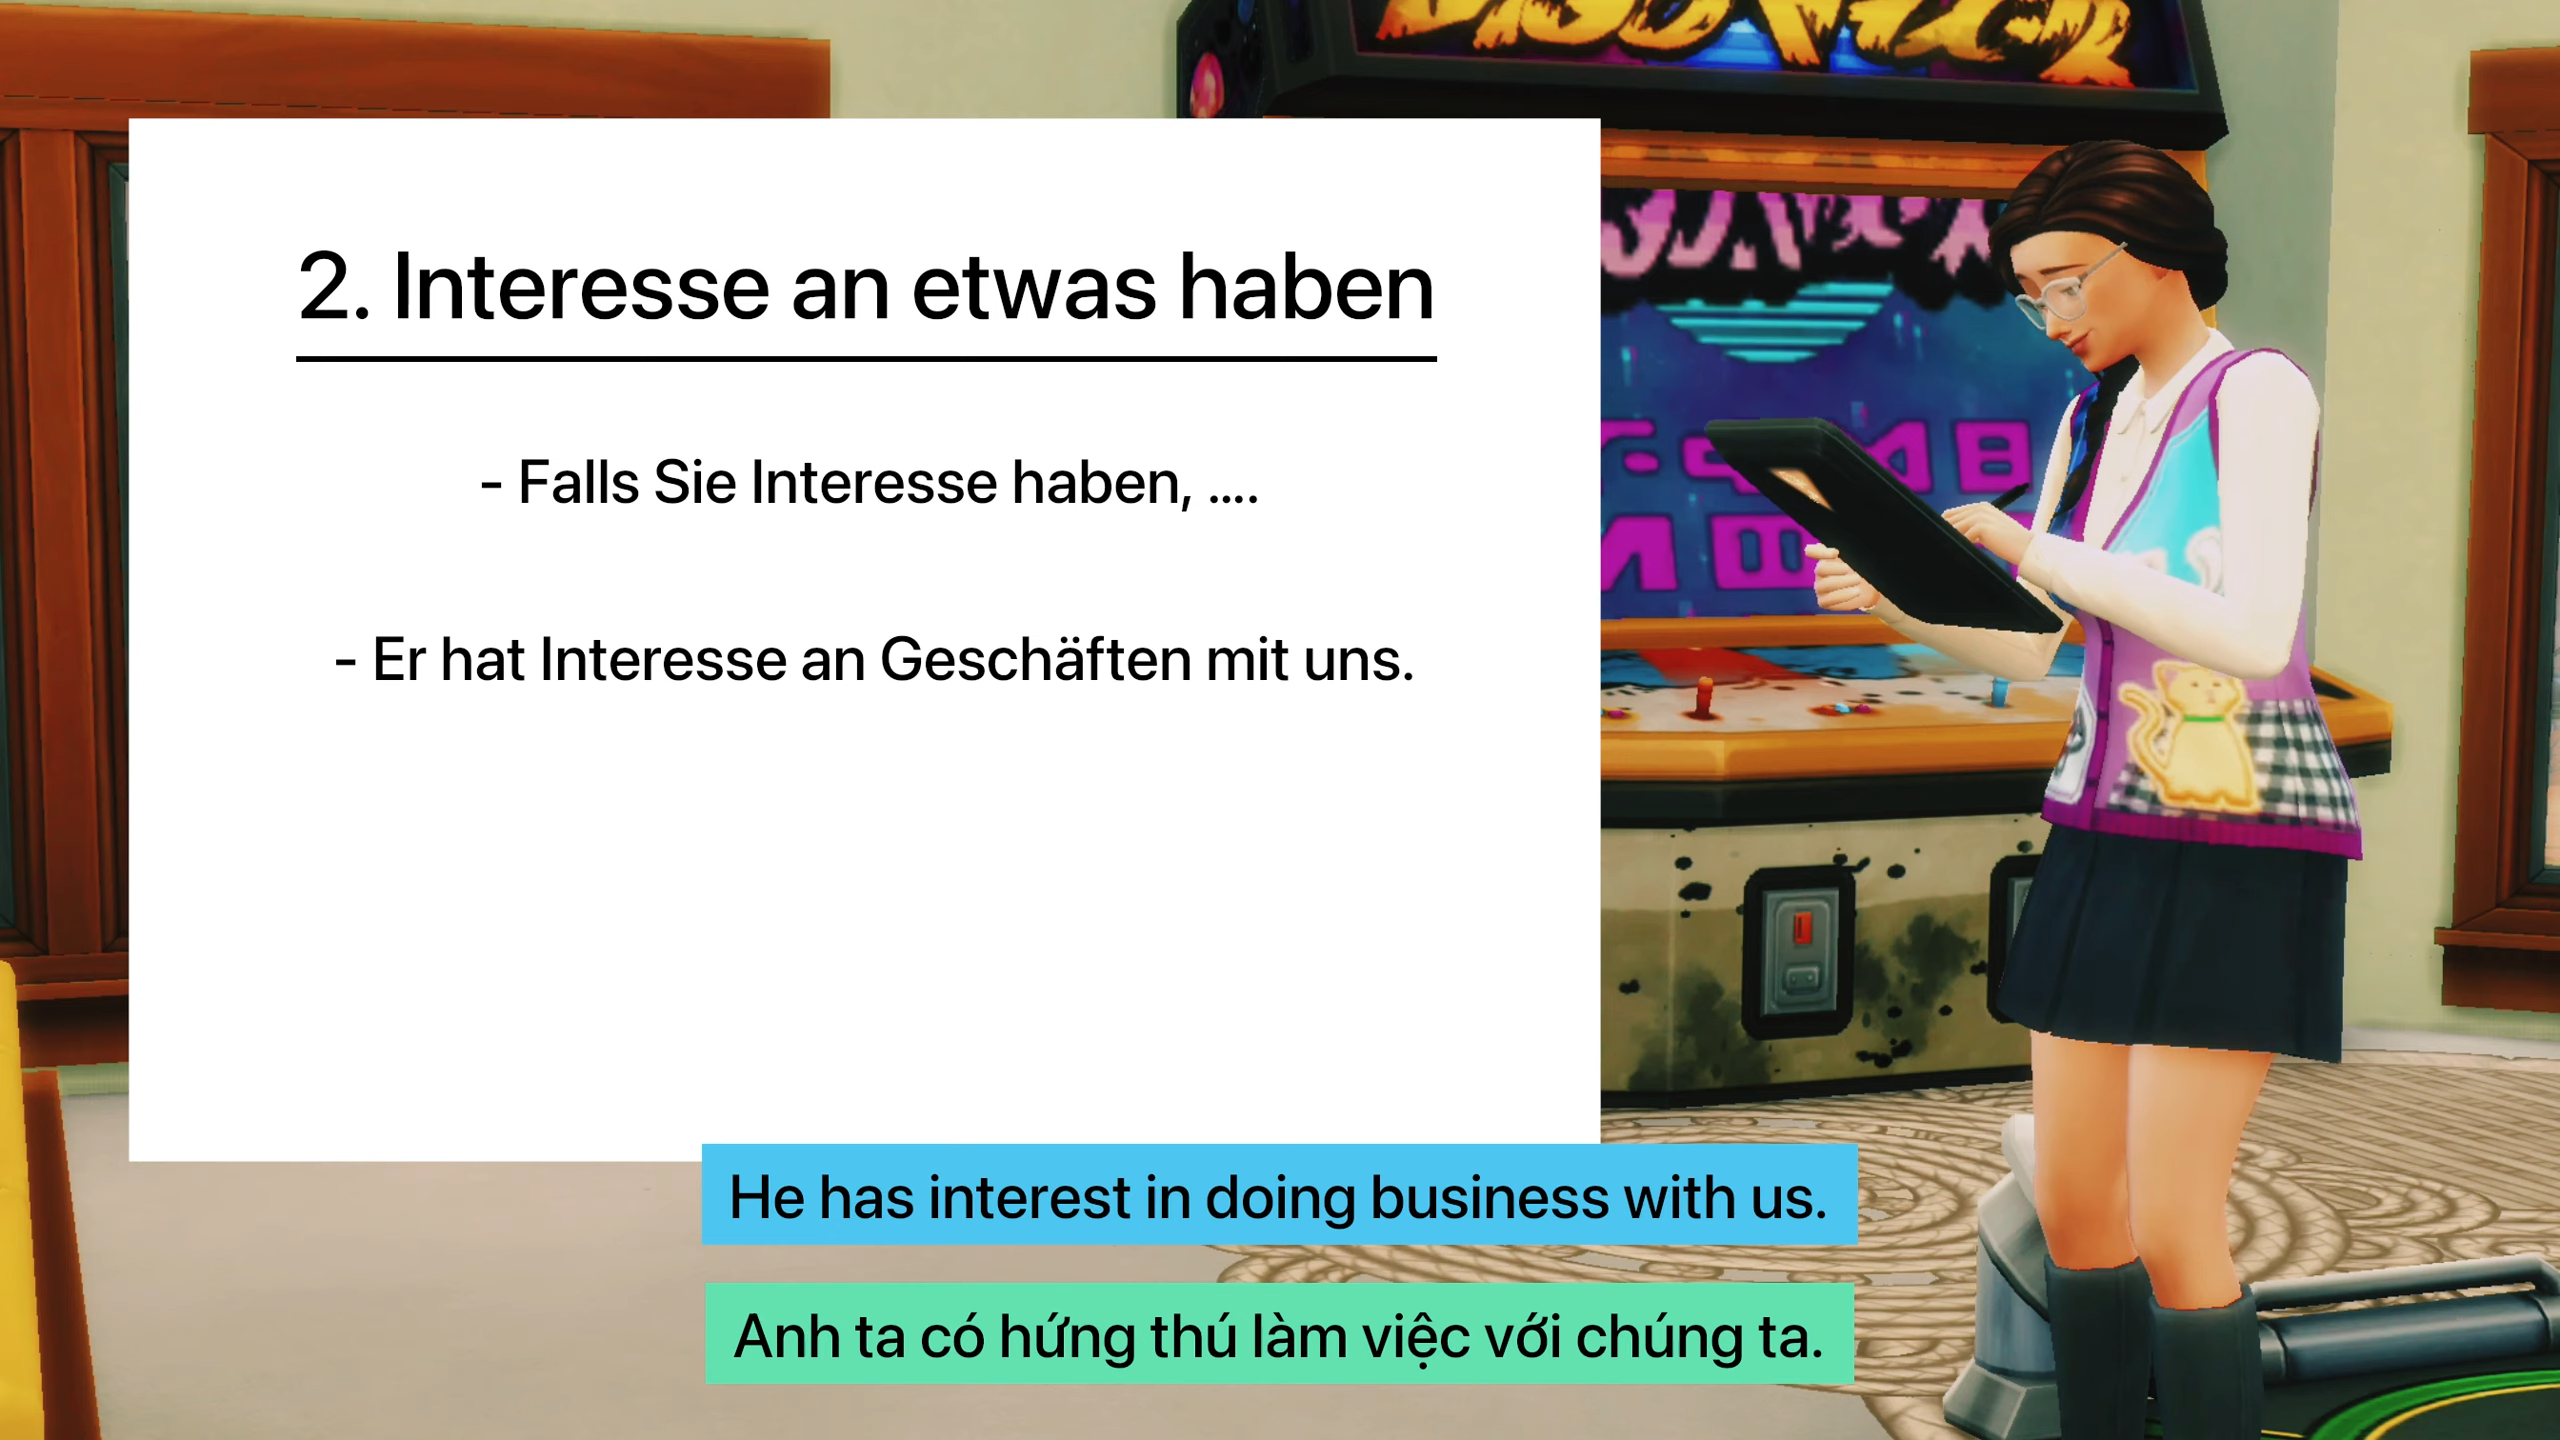 2. Interesse an etwas haben
- Falls Sie Interesse haben, ....
- Er hat Interesse an Geschäften mit uns.
He has interest in doing business with us.
Anh ta có hứng thú làm việc với chúng ta.